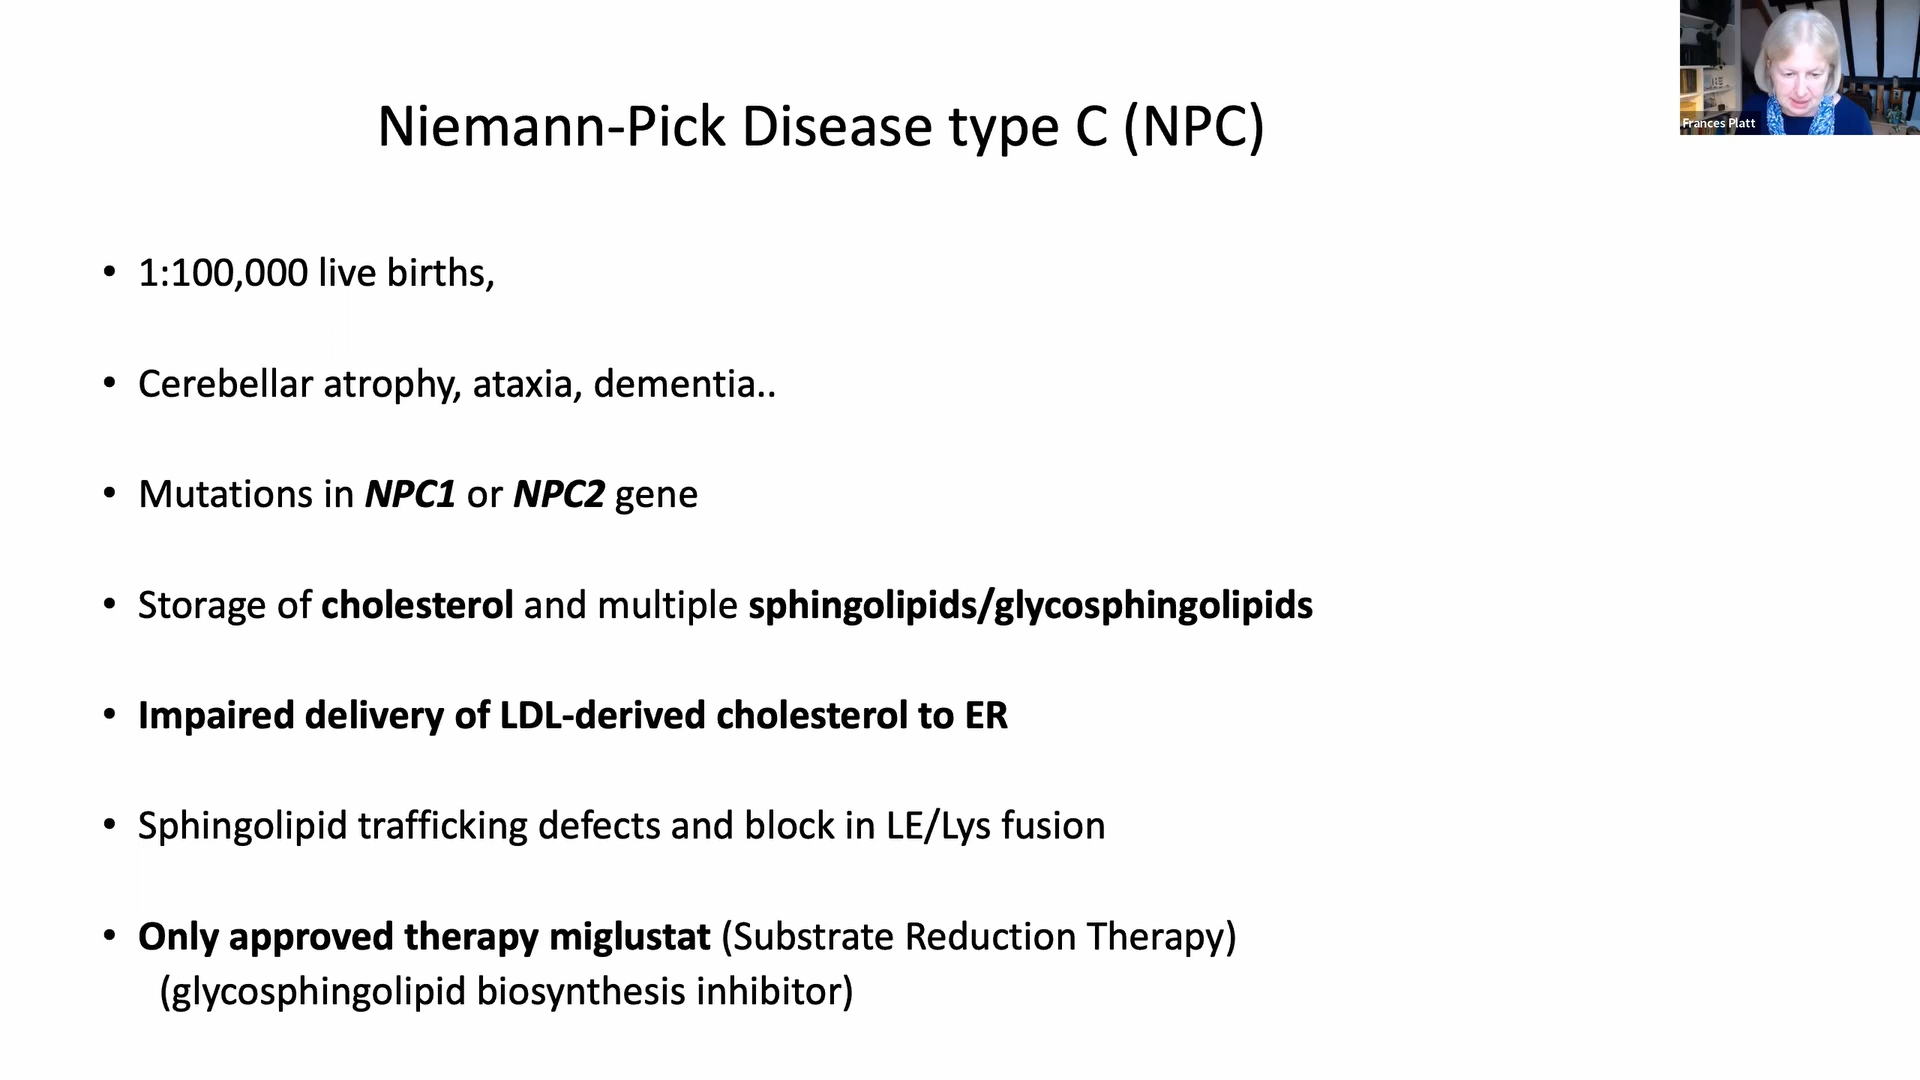 Niemann-Pick Disease type C (NPC)
Frances Platt
• 1:100,000 live births,
• Cerebellar atrophy, ataxia, dementia..
• Mutations in NPC1 or NPC2 gene
• Storage of cholesterol and multiple sphingolipids/glycosphingolipids
• Impaired delivery of LDL-derived cholesterol to ER
• Sphingolipid trafficking defects and block in LE/Lys fusion
• Only approved therapy miglustat (Substrate Reduction Therapy)
(glycosphingolipid biosynthesis inhibitor)